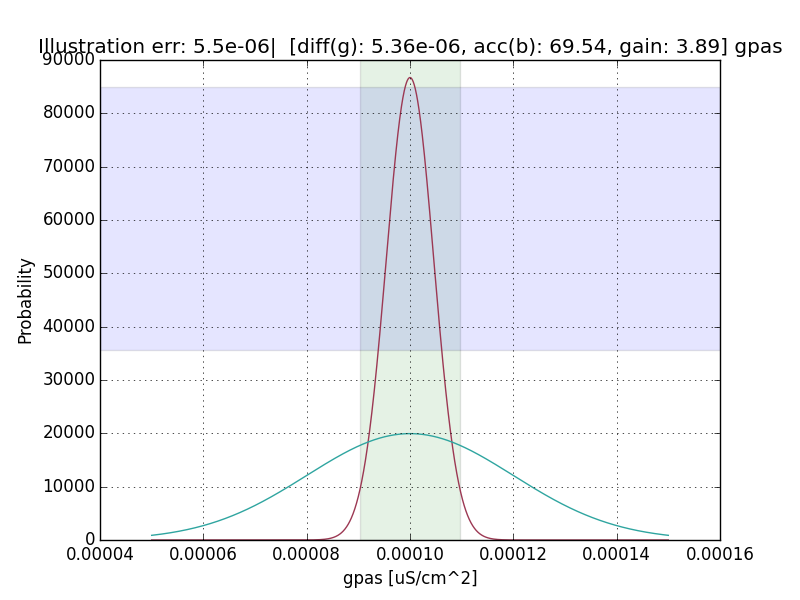 Illustration err: 5.5e-06|  [diff(g): 5.36e-06, acc(b): 69.54, gain: 3.89] gpas
90000
80000
70000
60000
50000
40000
30000
20000
10000
0
Probability
0.00004 0.00006 0.00008 0.00010 0.00012 0.00014 0.00016
gpas [uS/cm^2]